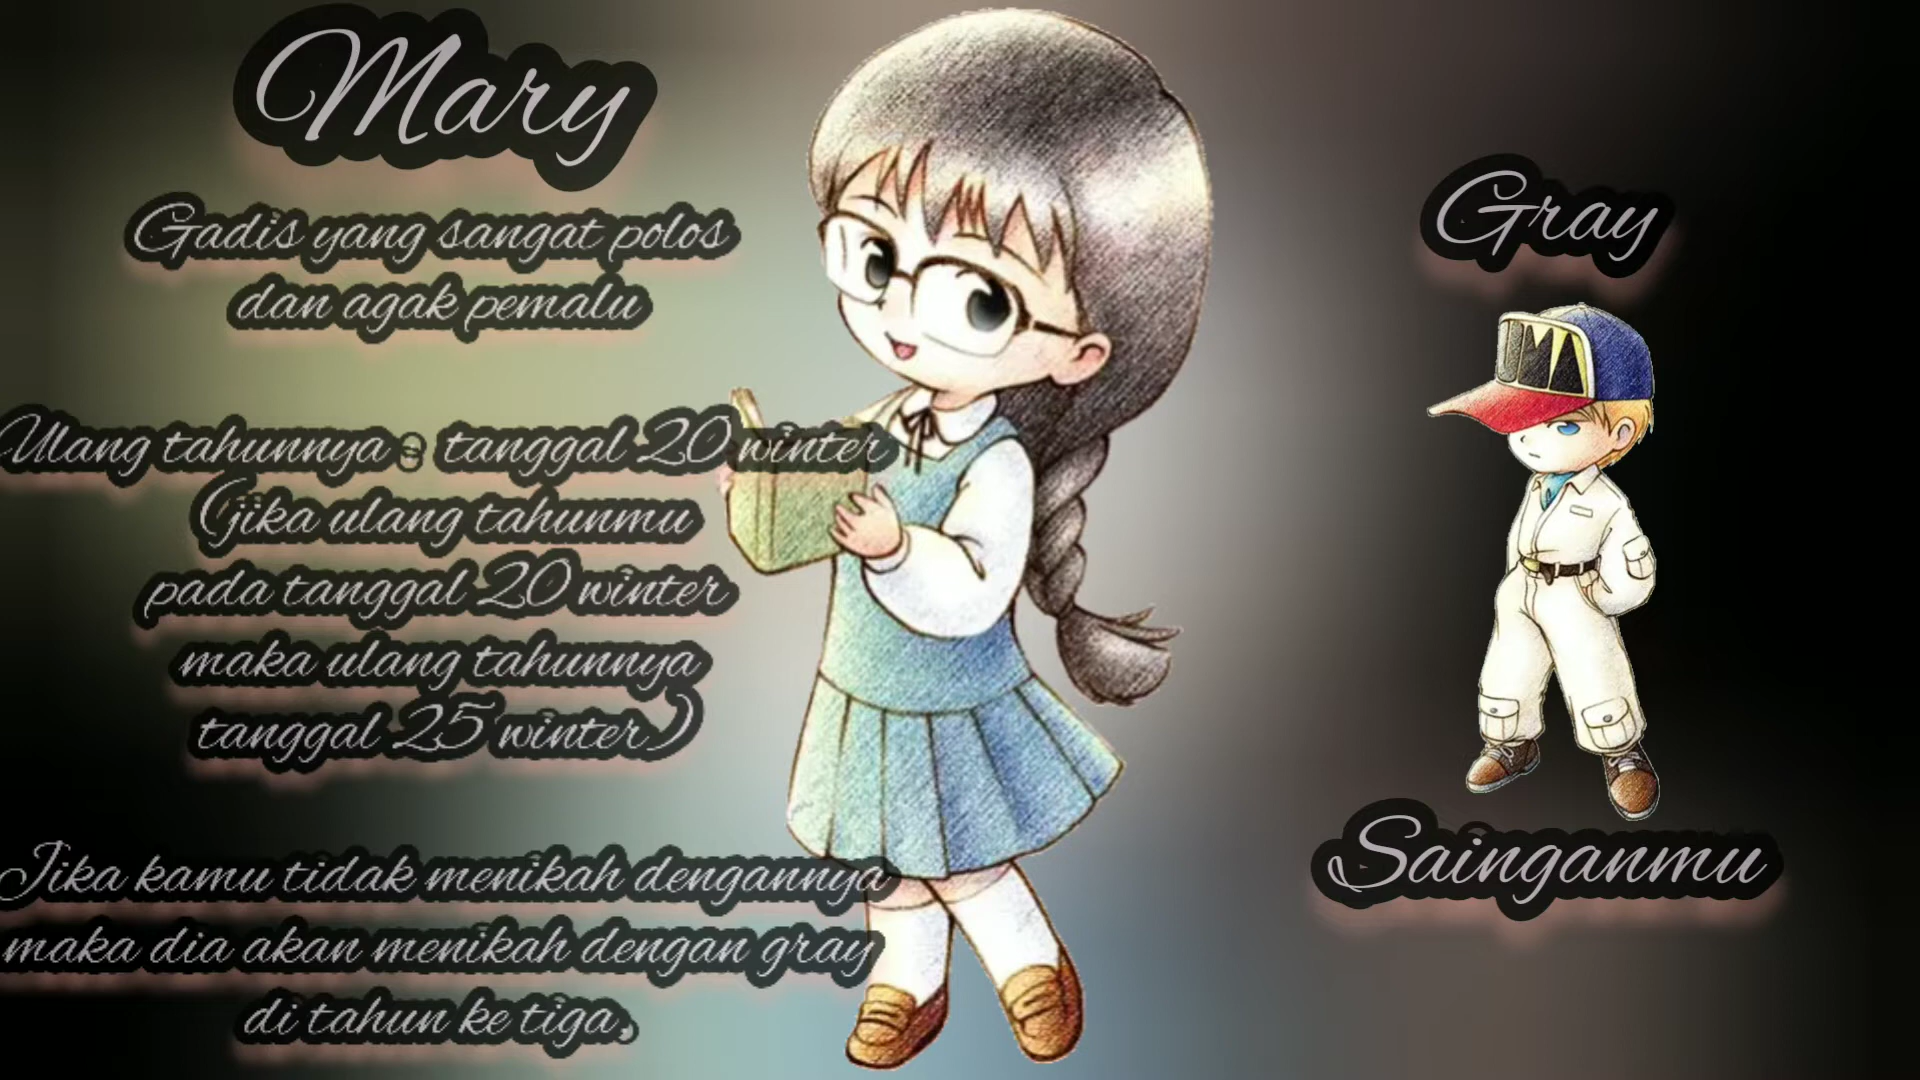 Mary
Gadis yang sangat polos
dan agak pemalu
Ulang tahunnya : tanggal 20 winter
(jika ulang tahunmu
pada tanggal 20 winter
maka ulang tahunnya
tanggal 25 winter)
Jika kamu tidak menikah dengannya
maka dia akan menikah dengan gray
di tahun ke tiga,
Gray
UMA
Sainganmu